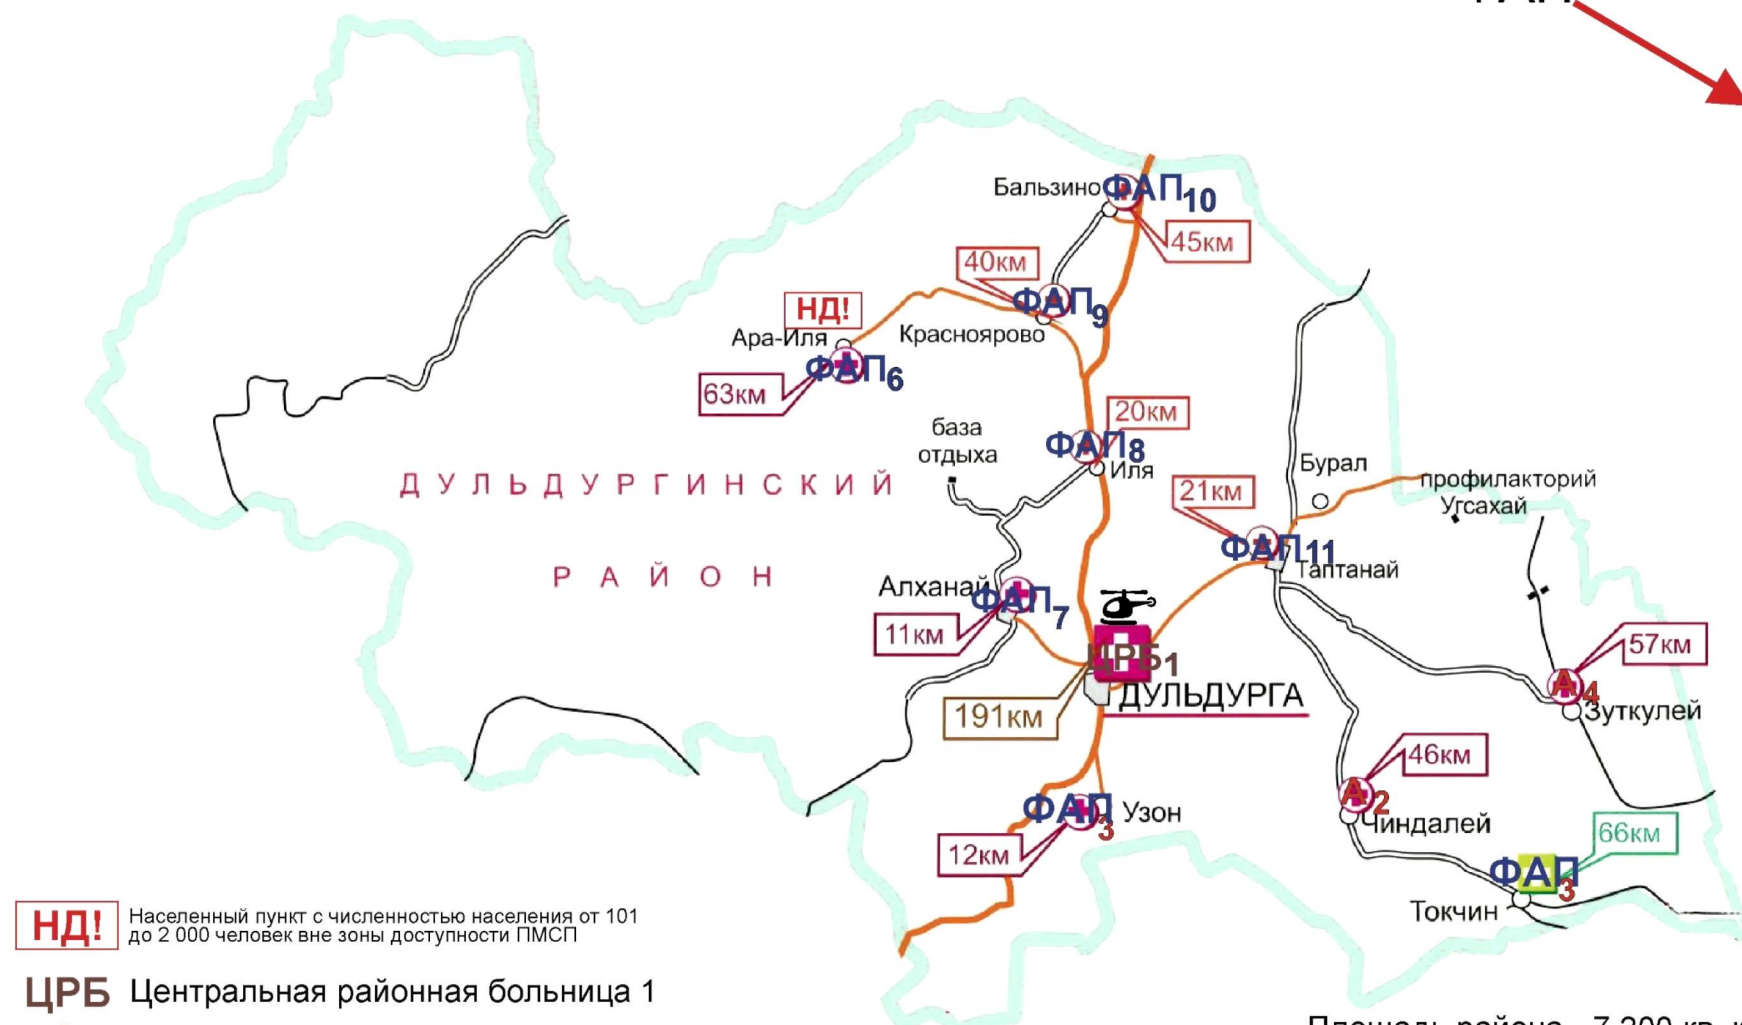 Бальзино
ФАП10
45км
40км
ФАП9
НД!
Ара-Иля
Красноярово
ФАП6
63км
20км
база
отдыха
ФАП8
Иля
Бурал
ДУЛЬДУРГИНСКИЙ
профилакторий
Угсахай
21км
ФАП11
Таптанай
РАЙОН
Алханай
ФАП7
11км
57км
ЦРБ1
А4
ДУЛЬДУРГА
Зуткулей
191км
46км
А2
ФАП3
Узон
Чиндалей
66км
12км
ФАП3
Токчин
НД! Населенный пункт с численностью населения от 101
до 2 000 человек вне зоны доступности ПМСП
ЦРБ Центральная районная больница 1